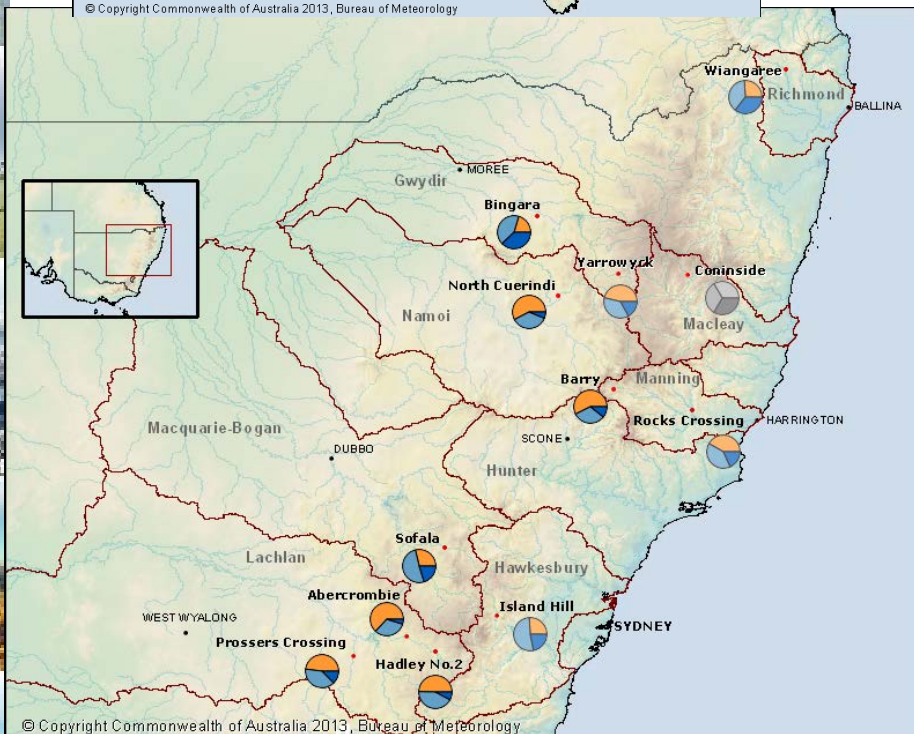 © Copyright Commonwealth of Australia 2013, Bureau of Meteorology
Wiangaree
Richmond
BALLINA
MOREE
Gwydir
Bingara
Yarrowyck
Coninside
North Cuerindi
Namoi
Macleay
Barry
Manning
Rocks Crossing
HARRINGTON
Macquarie-Bogan
SCONE
DUBBO
Hunter
Sofala
Lachlan
Hawkesbury
Abercrombie
Island Hill
WEST WYALONG
SYDNEY
Prossers Crossing
Hadley No.2
© Copyright Commonwealth of Australia 2013, Bureau of Meteorology